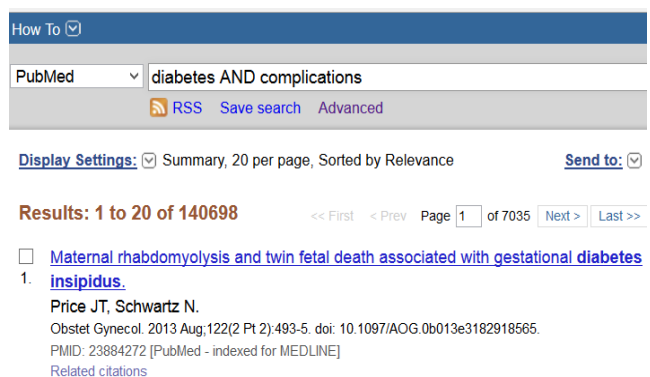 How To
PubMed diabetes AND complications
RSS Save search Advanced
Display Settings: Summary, 20 per page, Sorted by Relevance Send to:
Results: 1 to 20 of 140698 << First < Prev Page 1 of 7035 Next > Last >>
Maternal rhabdomyolysis and twin fetal death associated with gestational diabetes
1. insipidus.
Price JT, Schwartz N.
Obstet Gynecol. 2013 Aug;122(2 Pt 2):493-5. doi: 10.1097/AOG.0b013e3182918565.
PMID: 23884272 [PubMed - indexed for MEDLINE]
Related citations